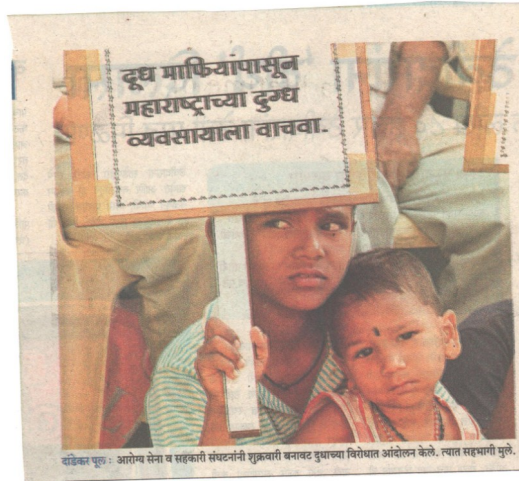 दूध माफियांपासून
महाराष्ट्राच्या दुग्ध
व्यवसायाला वाचवा.
दांडेकर पूल : आरोग्य सेना व सहकारी संघटनांनी शुक्रवारी बनावट दुधाच्या विरोधात आंदोलन केले. त्यात सहभागी मुले.